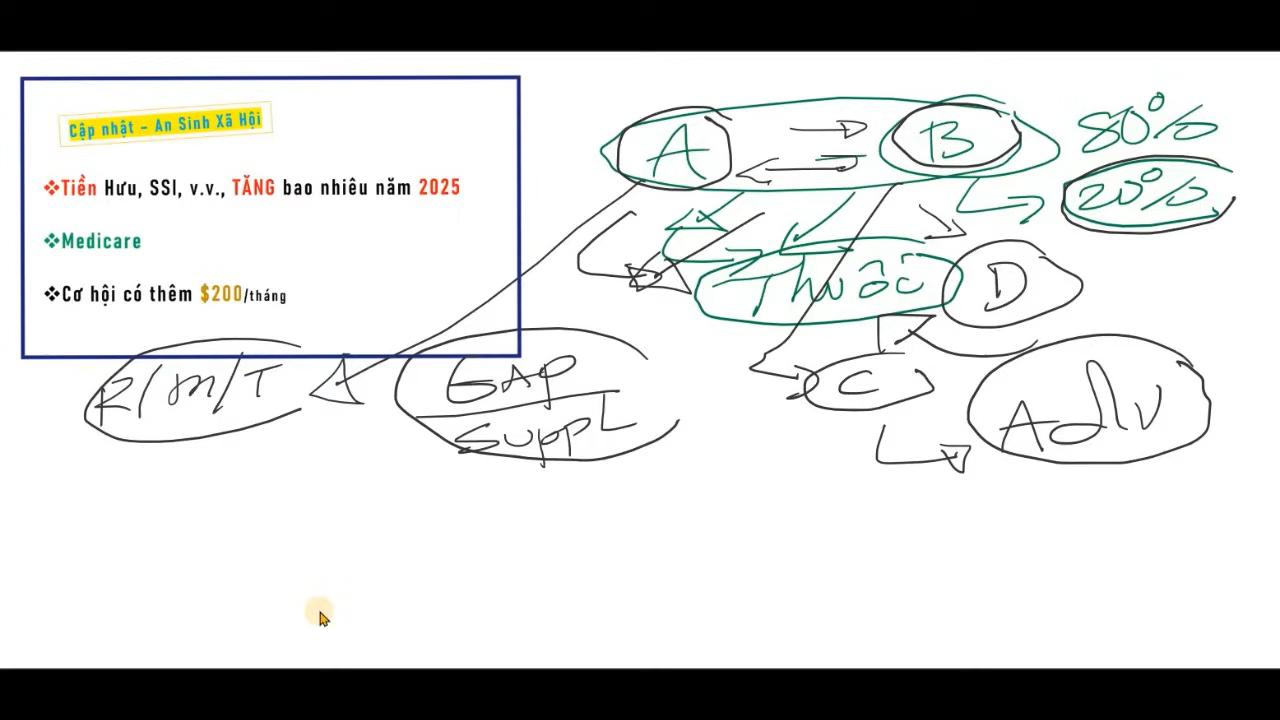 Cập nhật – An Sinh Xã Hội
❖Tiền Hưu, SSI, v.v., TĂNG bao nhiêu năm 2025
❖Medicare
❖Cơ hội có thêm $200/tháng
A B 80%
20%
Thuốc D
R/M/T GAP C Adv
SUPPL